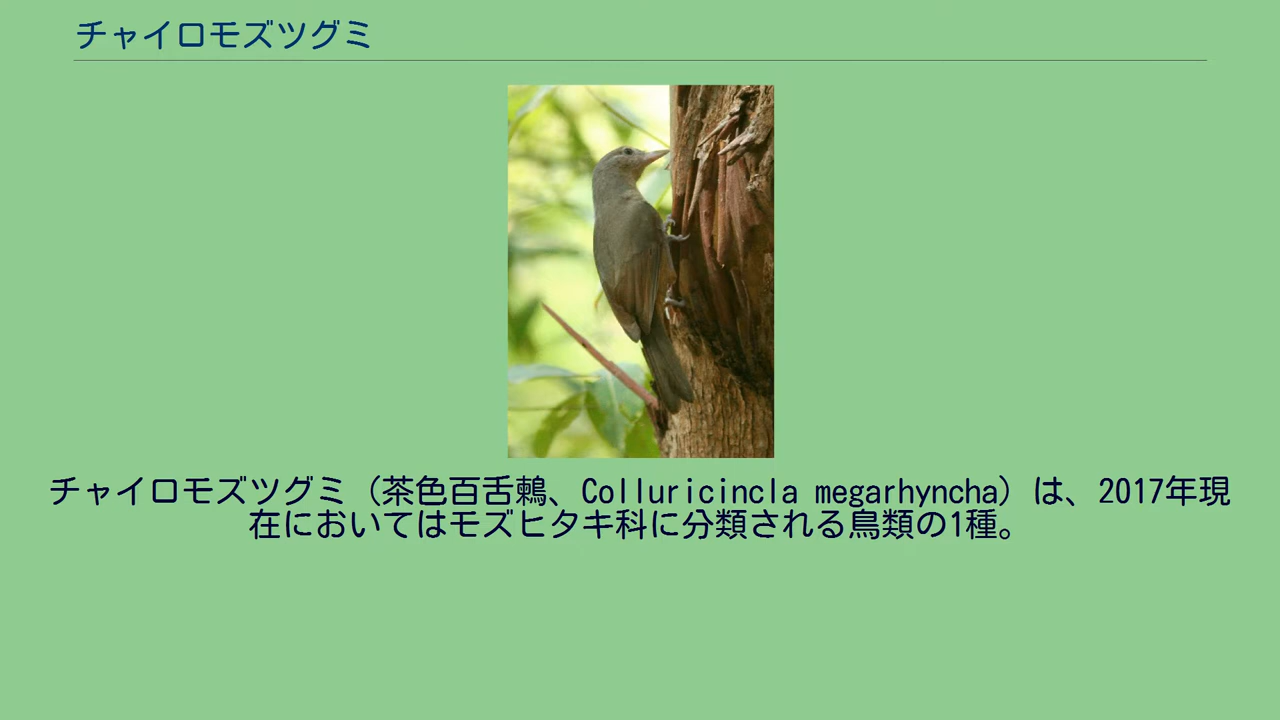 チャイロモズツグミ
チャイロモズツグミ（茶色百舌鶫、Colluricincla megarhyncha）は、2017年現
在においてはモズヒタキ科に分類される鳥類の1種。